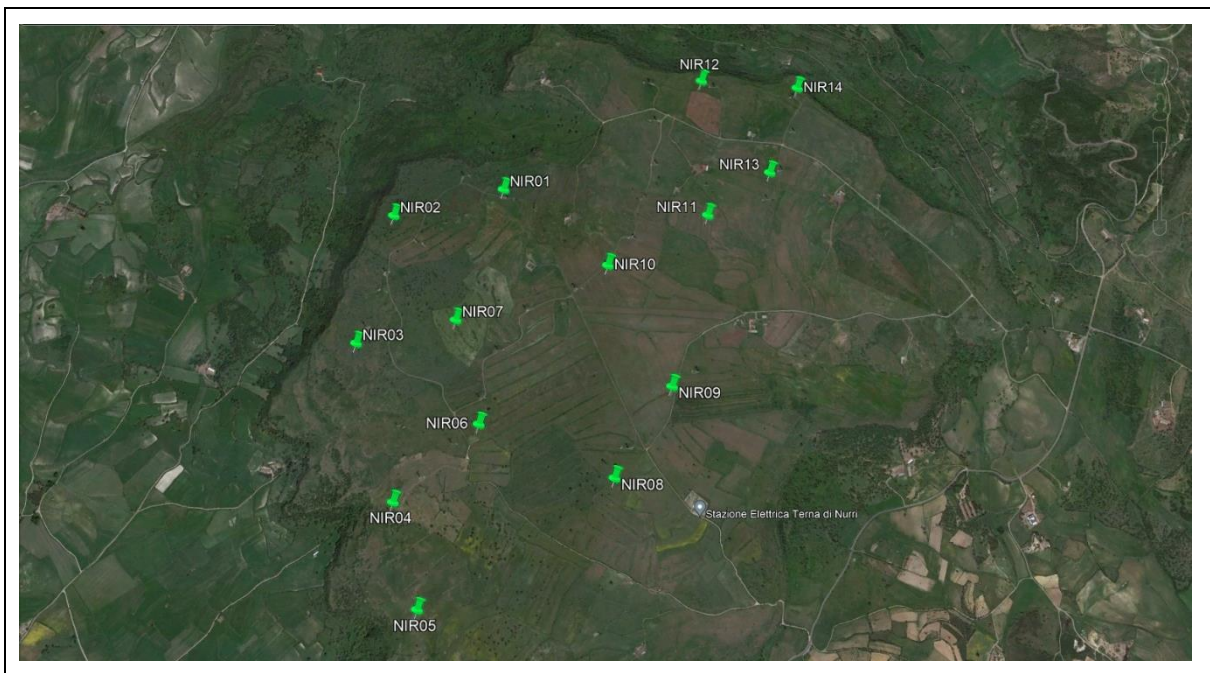 NIR12
NIR14
NIR13
NIR01
NIR02
NIR11
NIR10
NIR07
NIR03
NIR09
NIR06
NIR08
NIR04
Stazione Elettrica Terna di Nurri
NIR05